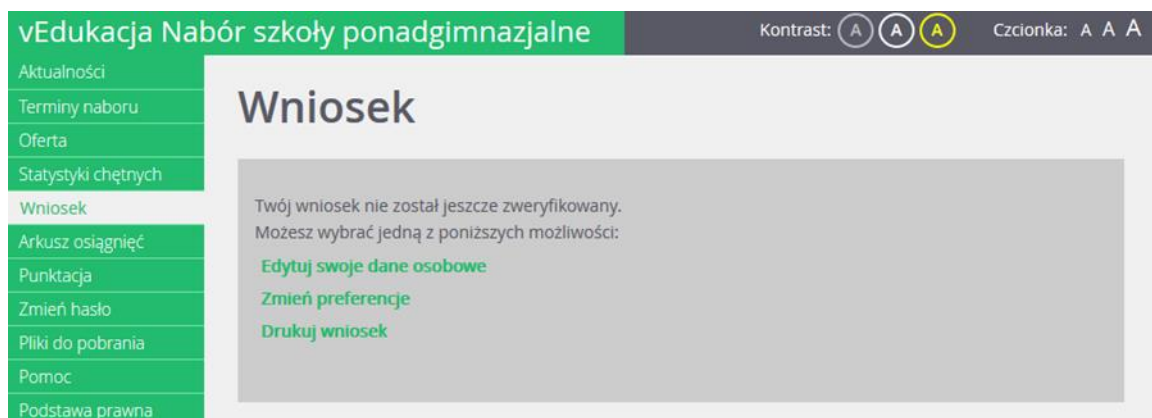 vEdukacja Nabór szkoły ponadgimnazjalne
Kontrast: A A A Czcionka: A A A
Aktualności
Terminy naboru
Oferta
Statystyki chętnych
Wniosek
Arkusz osiągnięć
Punktacja
Zmień hasło
Pliki do pobrania
Pomoc
Podstawa prawna
Wniosek
Twój wniosek nie został jeszcze zweryfikowany.
Możesz wybrać jedną z poniższych możliwości:
Edytuj swoje dane osobowe
Zmień preferencje
Drukuj wniosek